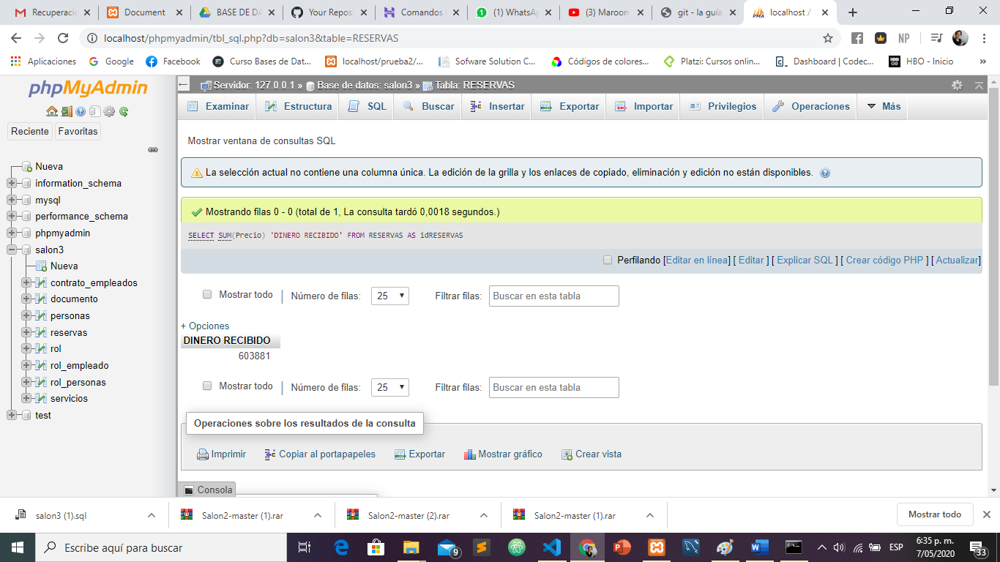 Recuperació
Document
BASE DE DA
Your Repos
Comandos
(1) WhatsA
(3) Maroon
git - la guía
localhost /
localhost/phpmyadmin/tbl_sql.php?db=salon3&table=RESERVAS
NP
Aplicaciones
Google
Facebook
Curso Bases de Dat...
localhost/prueba2/...
Sofware Solution C...
Códigos de colores...
Platzi: Cursos onlin...
Dashboard | Codec...
HBO - Inicio
»
phpMyAdmin
Reciente
Favoritas
Nueva
information_schema
mysql
performance_schema
phpmyadmin
salon3
Nueva
contrato_empleados
documento
personas
reservas
rol
rol_empleado
rol_personas
servicios
test
Servidor: 127.0.0.1 » Base de datos: salon3 » Tabla: RESERVAS
Examinar
Estructura
SQL
Buscar
Insertar
Exportar
Importar
Privilegios
Operaciones
Más
Mostrar ventana de consultas SQL
La selección actual no contiene una columna única. La edición de la grilla y los enlaces de copiado, eliminación y edición no están disponibles.
Mostrando filas 0 - 0 (total de 1, La consulta tardó 0,0018 segundos.)
SELECT SUM(Precio) 'DINERO RECIBIDO' FROM RESERVAS AS idRESERVAS
Perfilando [Editar en línea] [ Editar ] [ Explicar SQL ] [ Crear código PHP ] [ Actualizar]
Mostrar todo
Número de filas:
25
Filtrar filas:
Buscar en esta tabla
+ Opciones
DINERO RECIBIDO
603881
Mostrar todo
Número de filas:
25
Filtrar filas:
Buscar en esta tabla
Operaciones sobre los resultados de la consulta
Imprimir
Copiar al portapapeles
Exportar
Mostrar gráfico
Crear vista
Consola
salon3 (1).sql
Salon2-master (1).rar
Salon2-master (2).rar
Salon2-master (1).rar
Mostrar todo
Escribe aquí para buscar
9
ESP
6:35 p. m.
7/05/2020
33